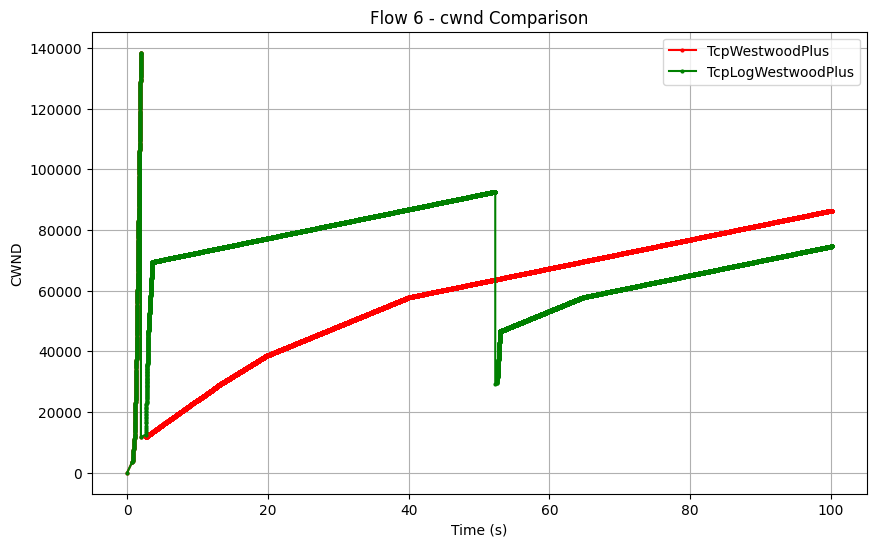 Flow 6 - cwnd Comparison
TcpWestwoodPlus
TcpLogWestwoodPlus
CWND
140000
120000
100000
80000
60000
40000
20000
0
0 20 40 60 80 100
Time (s)